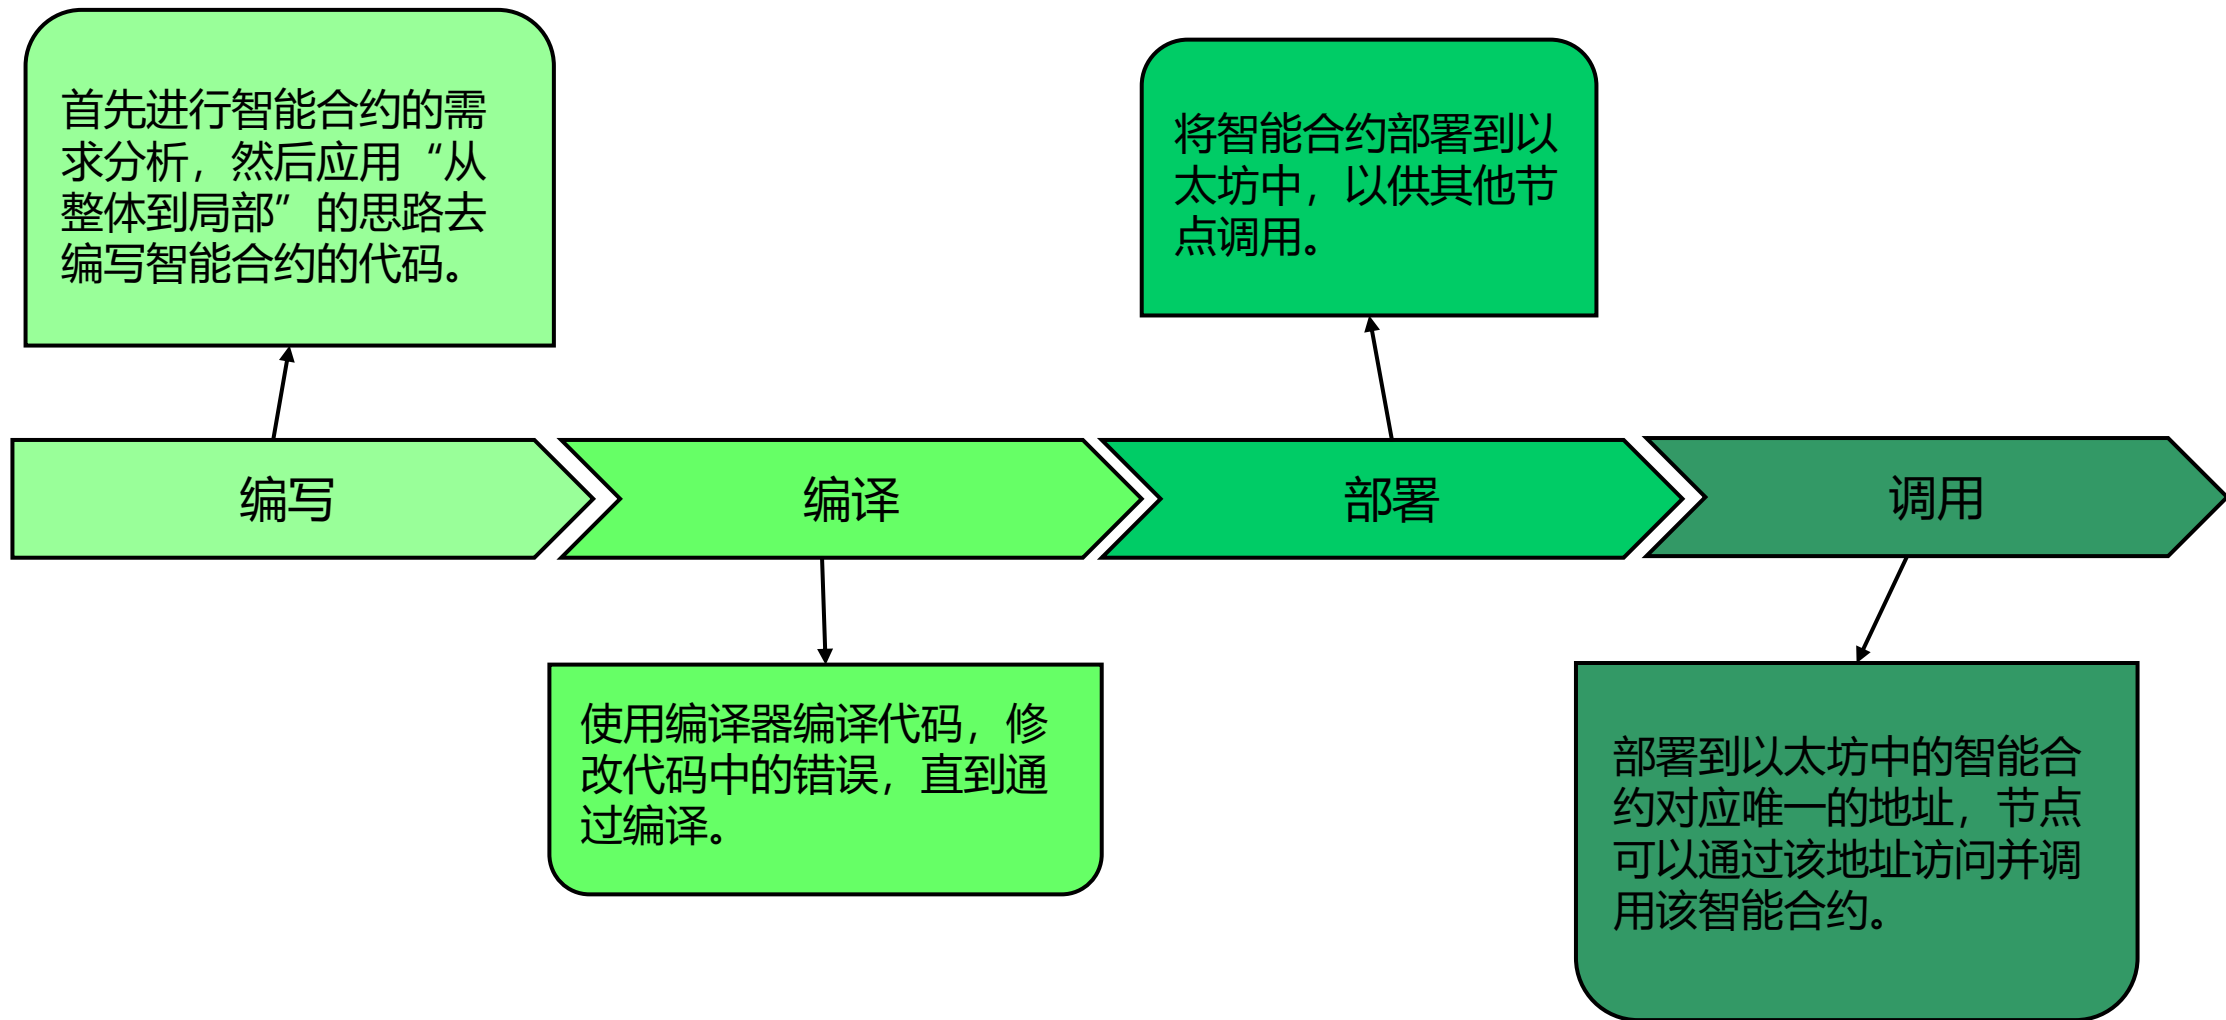 首先进行智能合约的需
求分析，然后应用“从
整体到局部”的思路去
编写智能合约的代码。
将智能合约部署到以
太坊中，以供其他节
点调用。
编写
编译
部署
调用
使用编译器编译代码，修
改代码中的错误，直到通
过编译。
部署到以太坊中的智能合
约对应唯一的地址，节点
可以通过该地址访问并调
用该智能合约。